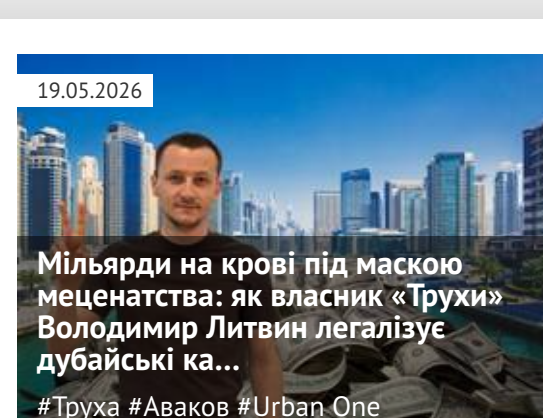 19.05.2026
Мільярди на крові під маскою
меценатства: як власник «Трухи»
Володимир Литвин легалізує
дубайські ка...
#Труха #Аваков #Urban One